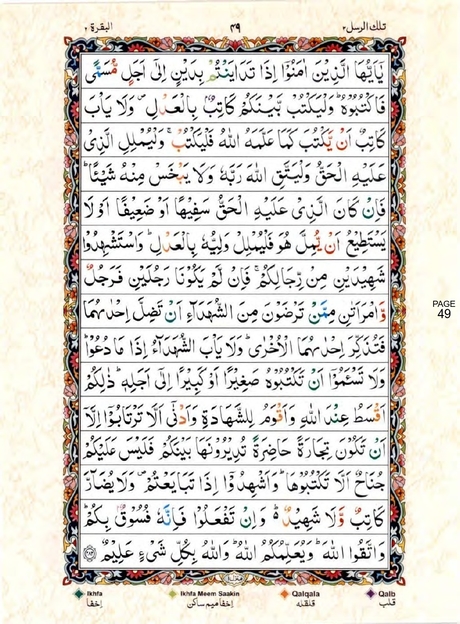 تلك الرسل ٣ ٤٩ البقرة ٢
يٰۤاَيُّهَا الَّذِيْنَ اٰمَنُوْۤا اِذَا تَدَايَنْتُمْ بِدَيْنٍ اِلٰۤى اَجَلٍ مُّسَمًّى
فَاكْتُبُوْهُ ؕ وَلْيَكْتُبْ بَّيْنَكُمْ كَاتِبٌۢ بِالْعَدْلِ ۪ وَلَا يَاْبَ
كَاتِبٌ اَنْ يَّكْتُبَ كَمَا عَلَّمَهُ اللّٰهُ فَلْيَكْتُبْ ۚ وَلْيُمْلِلِ الَّذِيْ
عَلَيْهِ الْحَقُّ وَلْيَتَّقِ اللّٰهَ رَبَّهٗ وَلَا يَبْخَسْ مِنْهُ شَيْـًٔا ؕ
فَاِنْ كَانَ الَّذِيْ عَلَيْهِ الْحَقُّ سَفِيْهًا اَوْ ضَعِيْفًا اَوْ لَا
يَسْتَطِيْعُ اَنْ يُّمِلَّ هُوَ فَلْيُمْلِلْ وَلِيُّهٗ بِالْعَدْلِ ؕ وَاسْتَشْهِدُوْا
شَهِيْدَيْنِ مِنْ رِّجَالِكُمْ ۚ فَاِنْ لَّمْ يَكُوْنَا رَجُلَيْنِ فَرَجُلٌ
وَّامْرَاَتٰنِ مِمَّنْ تَرْضَوْنَ مِنَ الشُّهَدَآءِ اَنْ تَضِلَّ اِحْدٰىهُمَا
فَتُذَكِّرَ اِحْدٰىهُمَا الْاُخْرٰى ؕ وَلَا يَاْبَ الشُّهَدَآءُ اِذَا مَا دُعُوْا ؕ
وَلَا تَسْـَٔمُوْۤا اَنْ تَكْتُبُوْهُ صَغِيْرًا اَوْ كَبِيْرًا اِلٰۤى اَجَلِهٖ ؕ ذٰلِكُمْ
اَقْسَطُ عِنْدَ اللّٰهِ وَاَقْوَمُ لِلشَّهَادَةِ وَاَدْنٰۤى اَلَّا تَرْتَابُوْۤا اِلَّاۤ
اَنْ تَكُوْنَ تِجَارَةً حَاضِرَةً تُدِيْرُوْنَهَا بَيْنَكُمْ فَلَيْسَ عَلَيْكُمْ
جُنَاحٌ اَلَّا تَكْتُبُوْهَا ؕ وَاَشْهِدُوْۤا اِذَا تَبَايَعْتُمْ ۪ وَلَا يُضَآرَّ
كَاتِبٌ وَّلَا شَهِيْدٌ ؕ۬ وَاِنْ تَفْعَلُوْا فَاِنَّهٗ فُسُوْقٌۢ بِكُمْ ؕ
وَاتَّقُوا اللّٰهَ ؕ وَيُعَلِّمُكُمُ اللّٰهُ ؕ وَاللّٰهُ بِكُلِّ شَيْءٍ عَلِيْمٌ ﴿۲۸۲﴾
PAGE
49
Ikhfa Ikhfa Meem Saakin Qalqala Qalb
إخفا إخفا ميم ساكن قلقله قلب